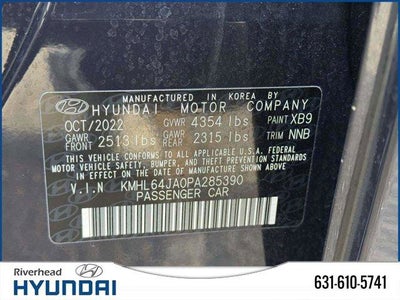 MANUFACTURED IN KOREA BY
HYUNDAI MOTOR COMPANY
OCT/2022 GVWR 4354 lbs PAINT XB9
GAWR FRONT 2513 lbs GAWR REAR 2315 lbs TRIM NNB
THIS VEHICLE CONFORMS TO ALL APPLICABLE FEDERAL
MOTOR VEHICLE SAFETY, BUMPER, AND THEFT PREVENTION
STANDARDS IN EFFECT ON THE DATE OF MANUFACTURE SHOWN ABOVE.
V.I.N KMHL64JA0PA285390
PASSENGER CAR
Riverhead
HYUNDAI
631-610-5741